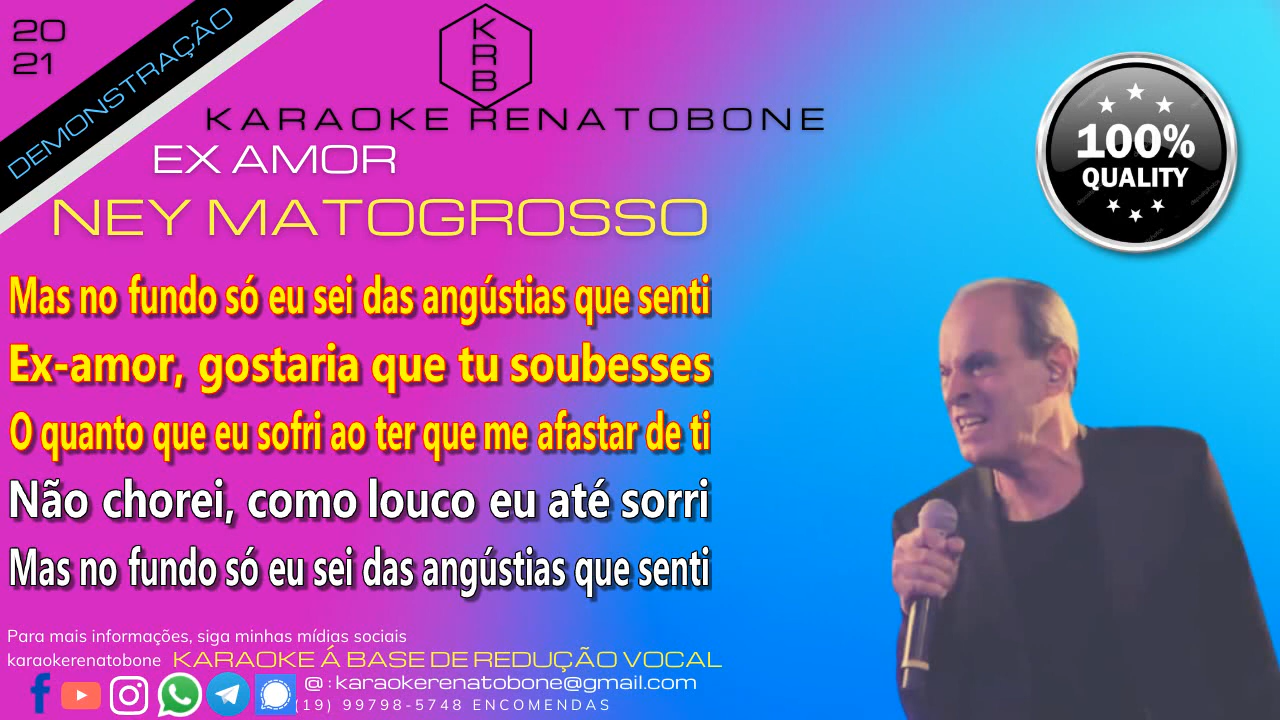 20
21
DEMONSTRAÇÃO
K
R
B
KARAOKE RENATOBONE
EX AMOR
NEY MATOGROSSO
100%
QUALITY
Mas no fundo só eu sei das angústias que senti
Ex-amor, gostaria que tu soubesses
O quanto que eu sofri ao ter que me afastar de ti
Não chorei, como louco eu até sorri
Mas no fundo só eu sei das angústias que senti
Para mais informações, siga minhas mídias sociais
karaokerenatobone KARAOKE Á BASE DE REDUÇÃO VOCAL
@ : karaokerenatobone@gmail.com
(19) 99798-5748 ENCOMENDAS